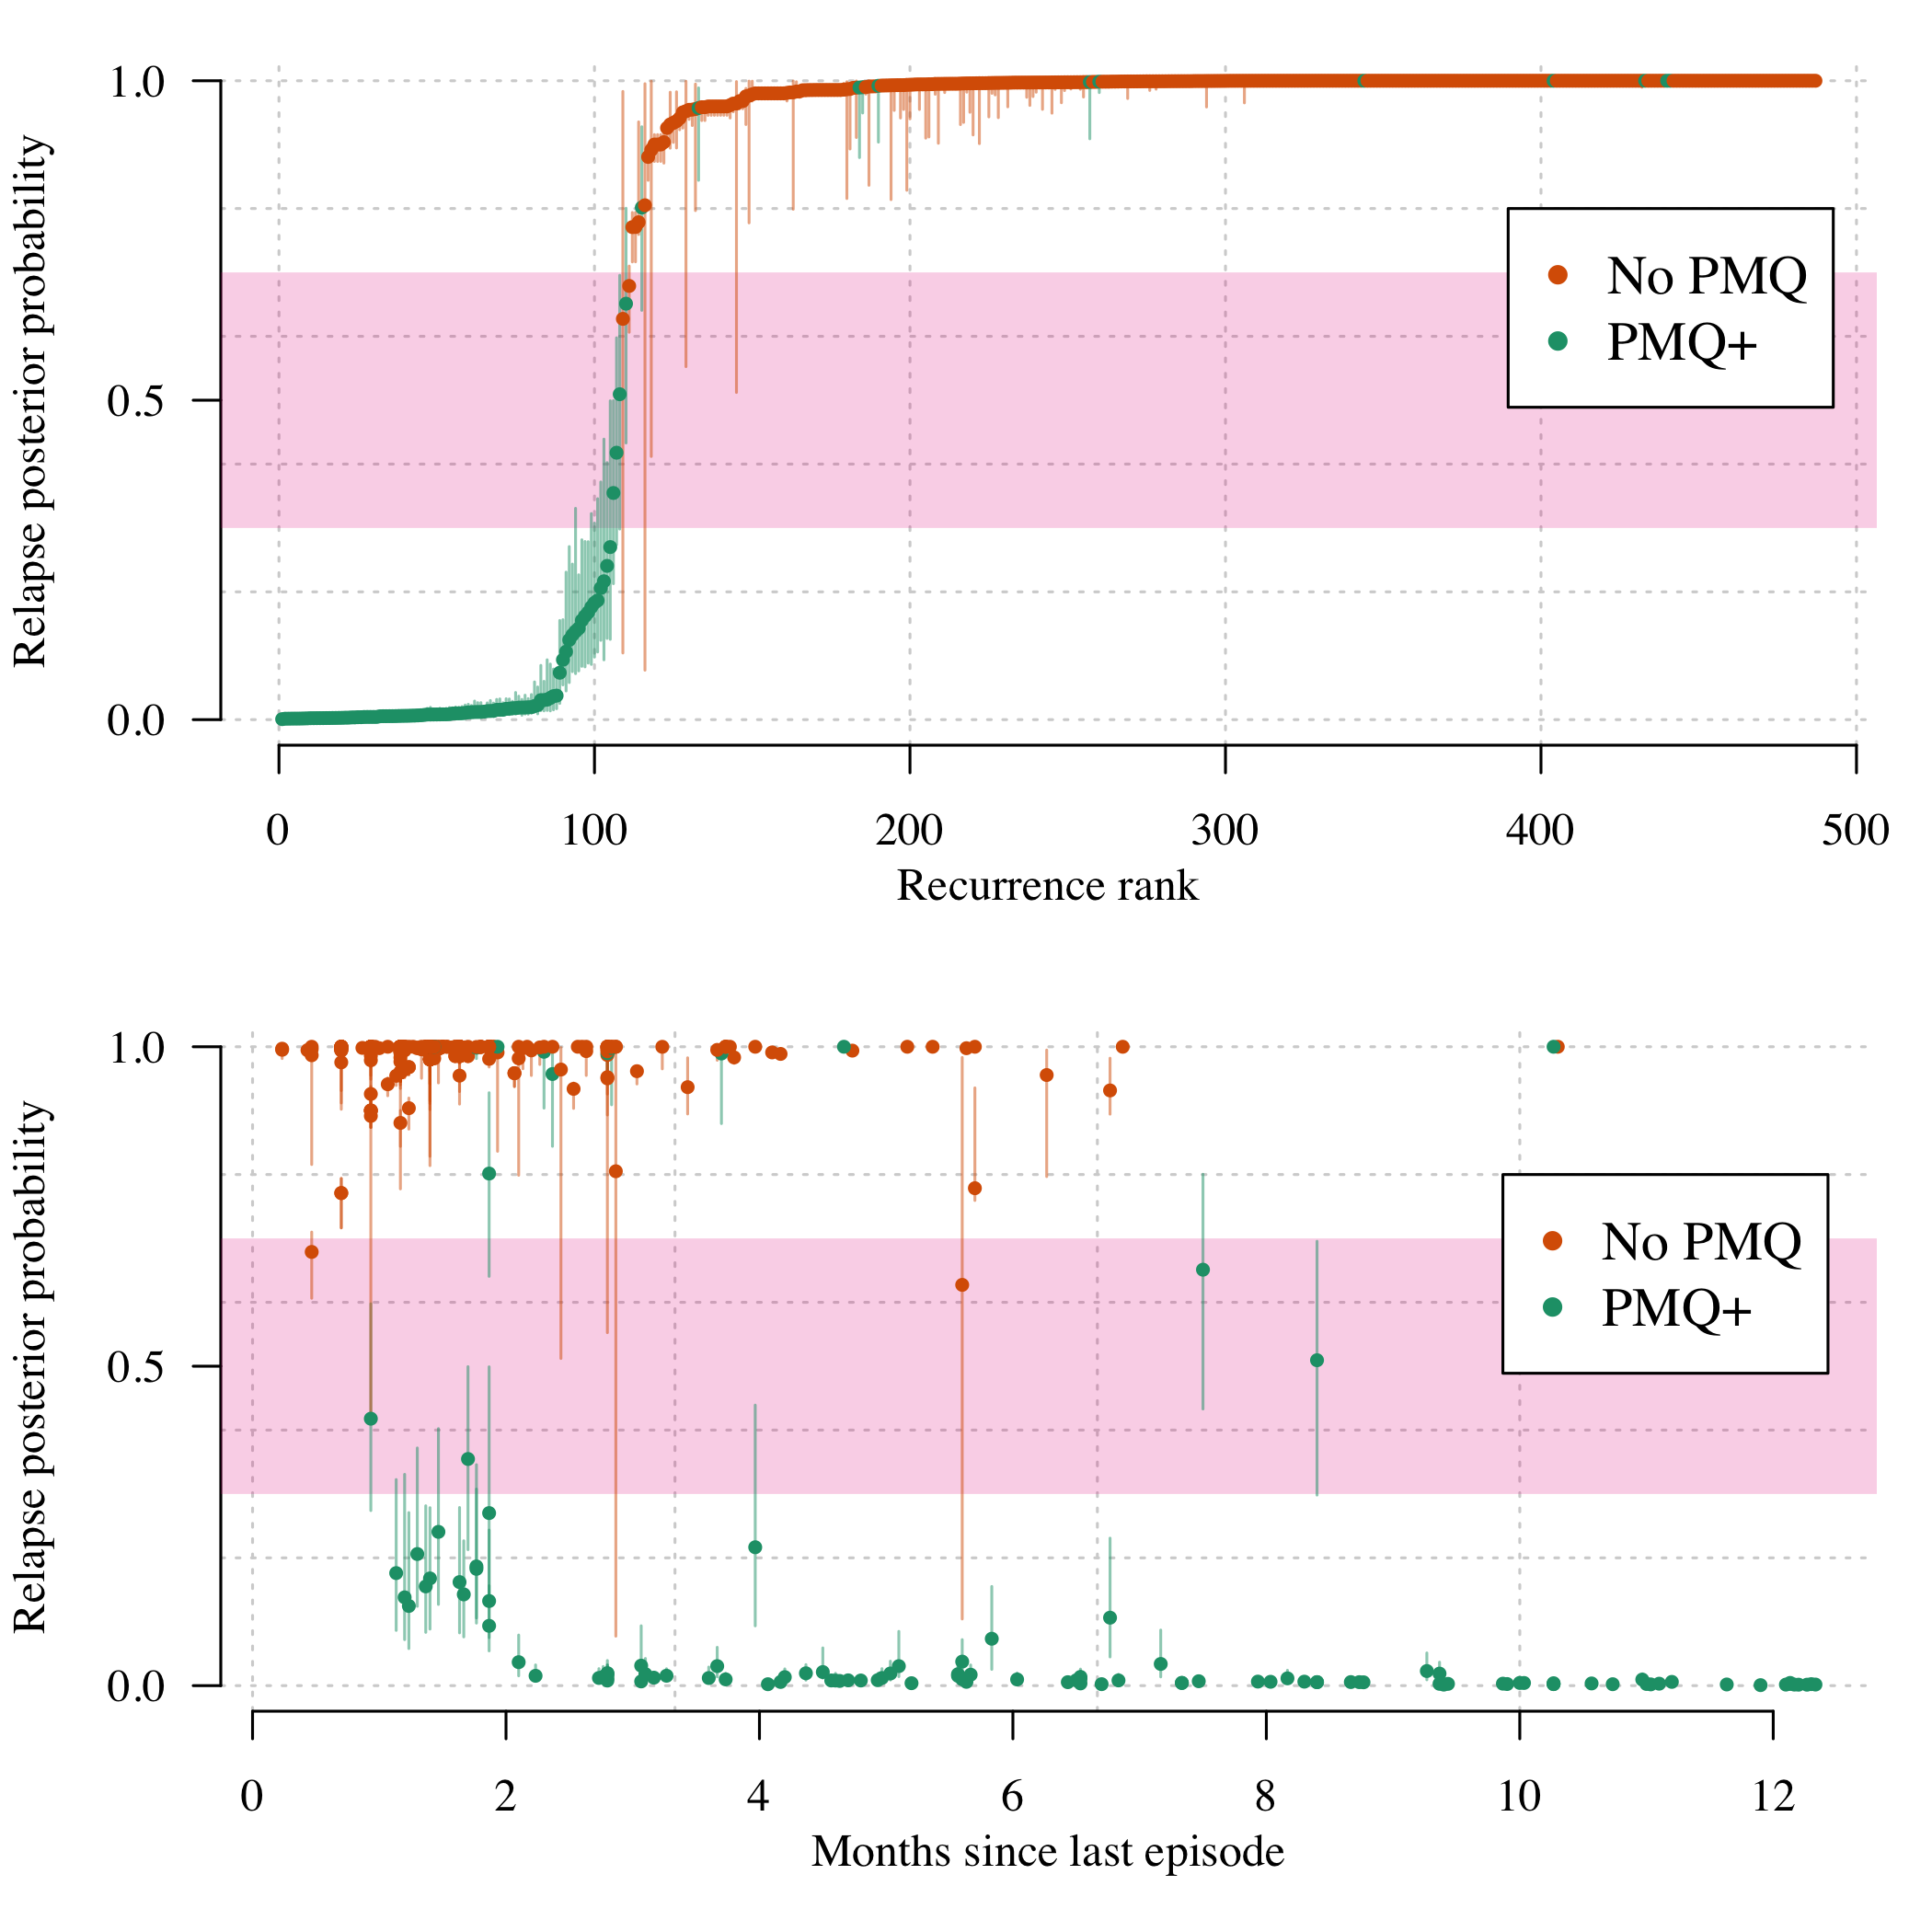 Relapse posterior probability
1.0
0.5
0.0
No PMQ
PMQ+
0 100 200 300 400 500
Recurrence rank
Relapse posterior probability
1.0
0.5
0.0
No PMQ
PMQ+
0 2 4 6 8 10 12
Months since last episode